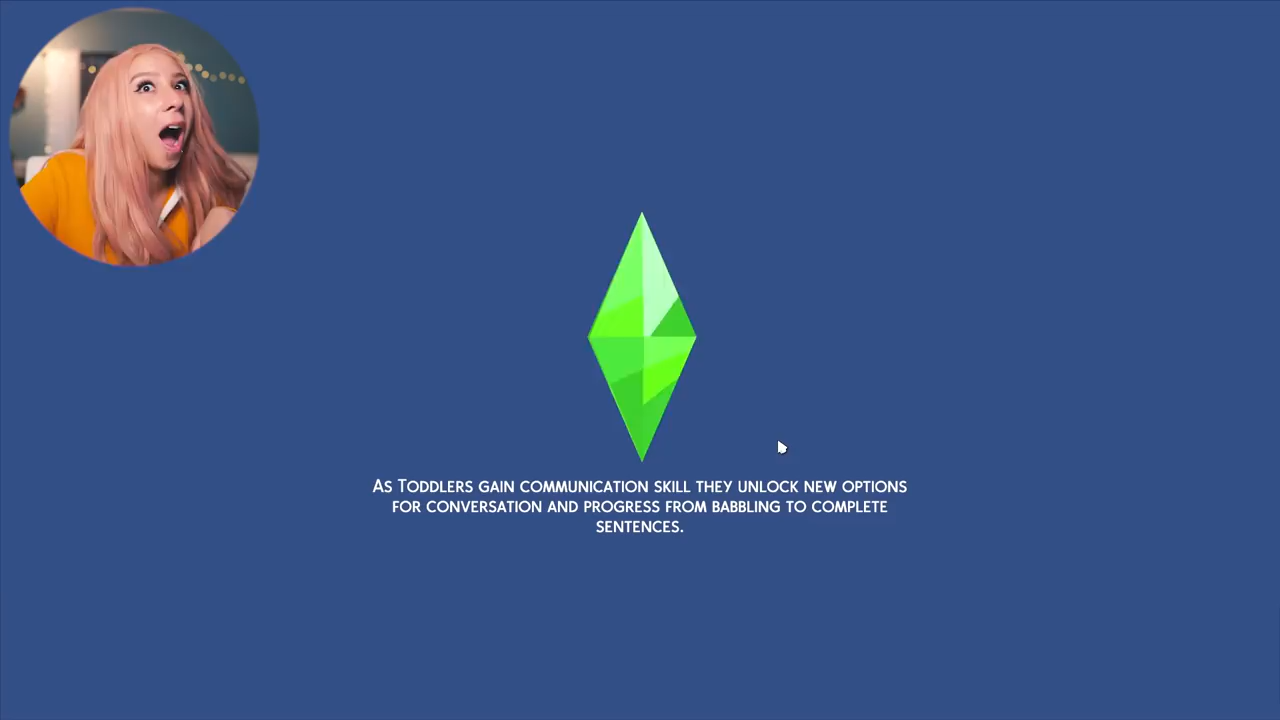 As Toddlers gain communication skill they unlock new options
for conversation and progress from babbling to complete
sentences.